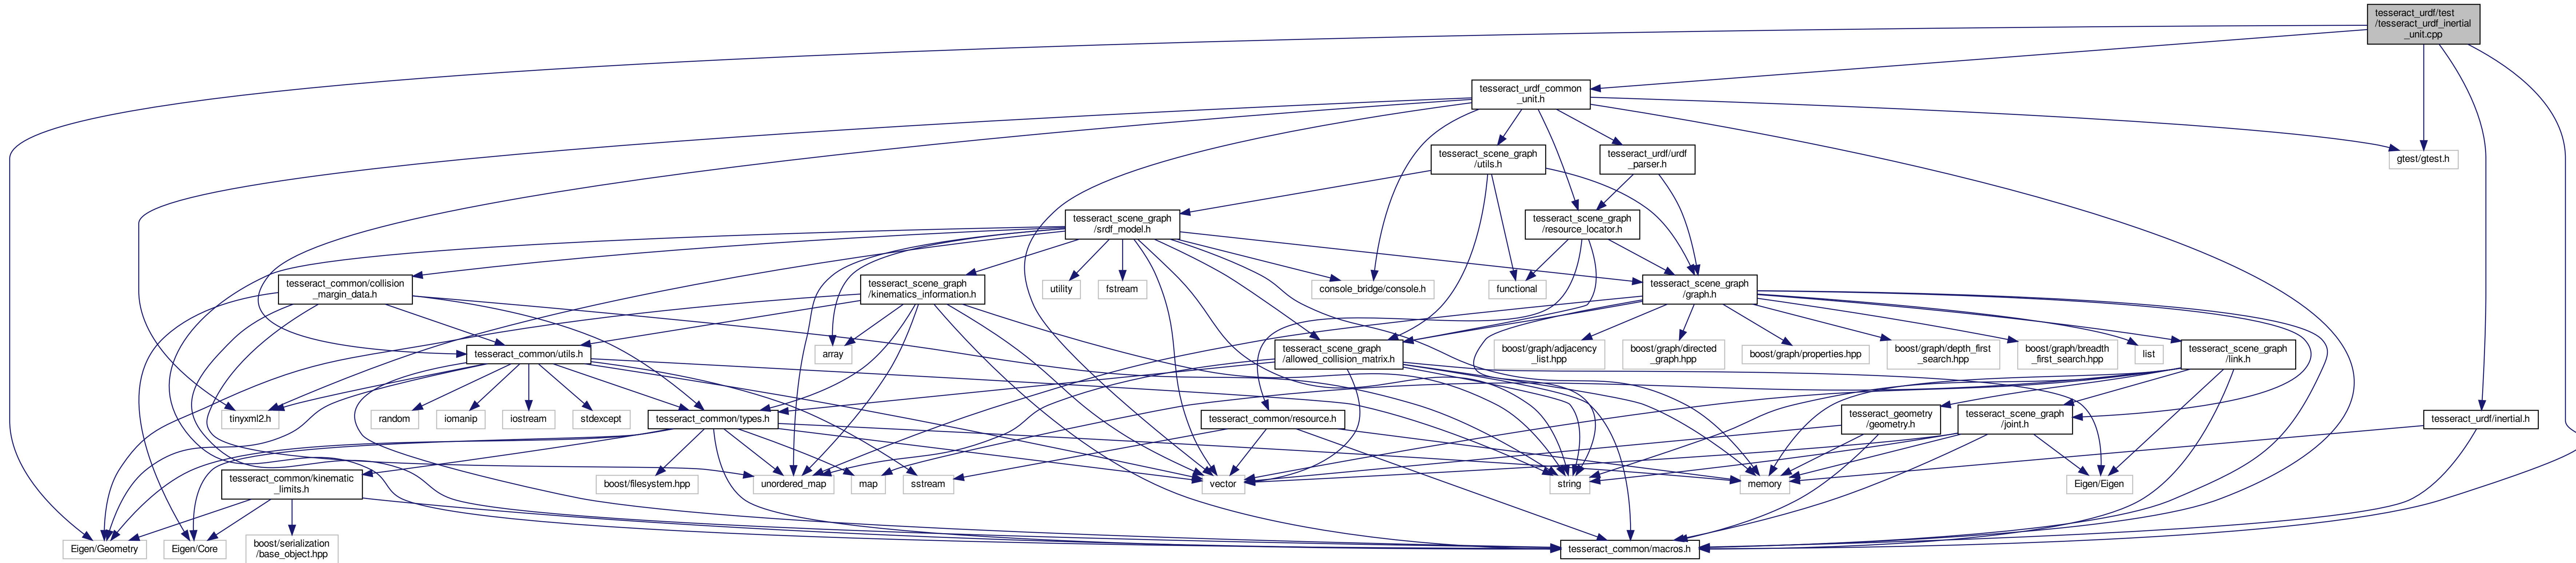 tesseract_urdf/test
/tesseract_urdf_inertial
_unit.cpp
tesseract_urdf_common
_unit.h
tesseract_scene_graph
/utils.h
tesseract_urdf/urdf
_parser.h
gtest/gtest.h
tesseract_scene_graph
/srdf_model.h
tesseract_scene_graph
/resource_locator.h
tesseract_common/collision
_margin_data.h
tesseract_scene_graph
/kinematics_information.h
utility
fstream
console_bridge/console.h
functional
tesseract_scene_graph
/graph.h
tesseract_common/utils.h
array
tesseract_scene_graph
/allowed_collision_matrix.h
boost/graph/adjacency
_list.hpp
boost/graph/directed
_graph.hpp
boost/graph/properties.hpp
boost/graph/depth_first
_search.hpp
boost/graph/breadth
_first_search.hpp
list
tesseract_scene_graph
/link.h
tinyxml2.h
random
iomanip
iostream
stdexcept
tesseract_common/types.h
tesseract_common/resource.h
tesseract_geometry
/geometry.h
tesseract_scene_graph
/joint.h
tesseract_urdf/inertial.h
tesseract_common/kinematic
_limits.h
boost/filesystem.hpp
unordered_map
map
sstream
vector
string
memory
Eigen/Eigen
Eigen/Geometry
Eigen/Core
boost/serialization
/base_object.hpp
tesseract_common/macros.h